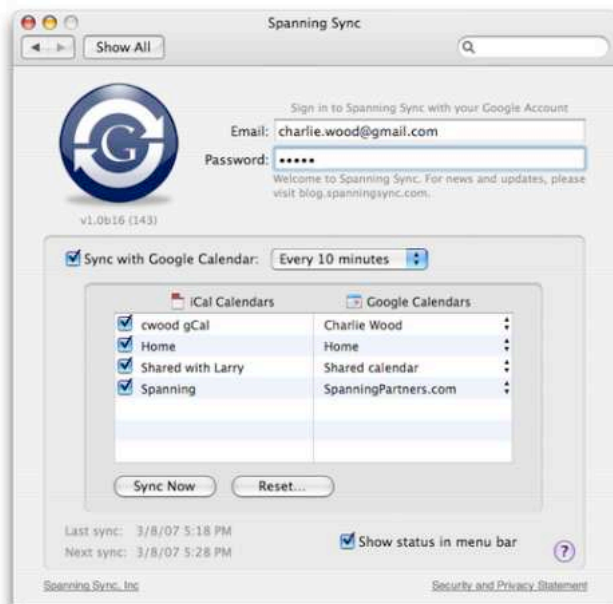 Spanning Sync
Show All
Sign in to Spanning Sync with your Google Account
Email: charlie.wood@gmail.com
Password: •••••
Welcome to Spanning Sync. For news and updates, please
visit blog.spanningsync.com.
G
v1.0b16 (143)
Sync with Google Calendar: Every 10 minutes
iCal Calendars Google Calendars
cwood gCal Charlie Wood
Home Home
Shared with Larry Shared calendar
Spanning SpanningPartners.com
Sync Now Reset...
Last sync: 3/8/07 5:18 PM
Next sync: 3/8/07 5:28 PM
Show status in menu bar
?
Spanning Sync, Inc Security and Privacy Statement